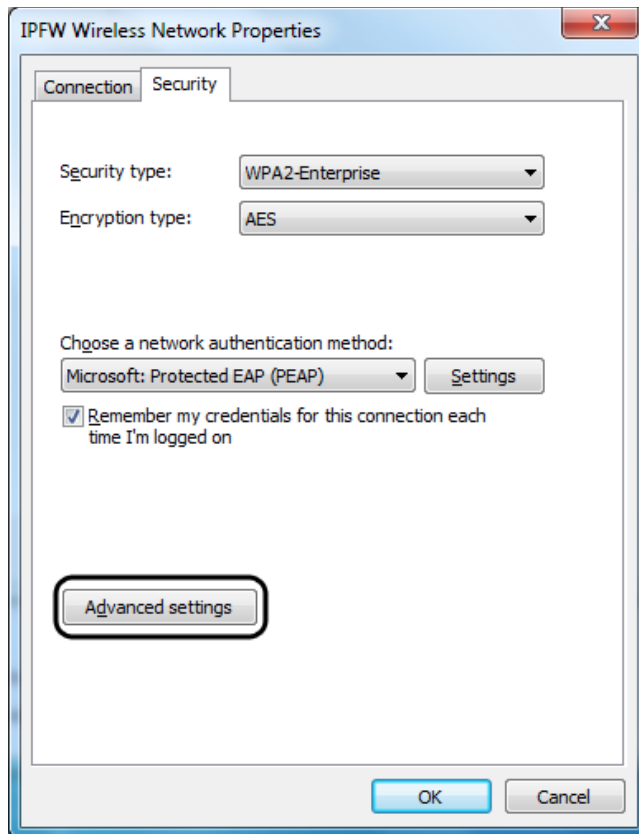 IPFW Wireless Network Properties
Connection
Security
Security type:
WPA2-Enterprise
Encryption type:
AES
Choose a network authentication method:
Microsoft: Protected EAP (PEAP)
Settings
Remember my credentials for this connection each
time I'm logged on
Advanced settings
OK
Cancel